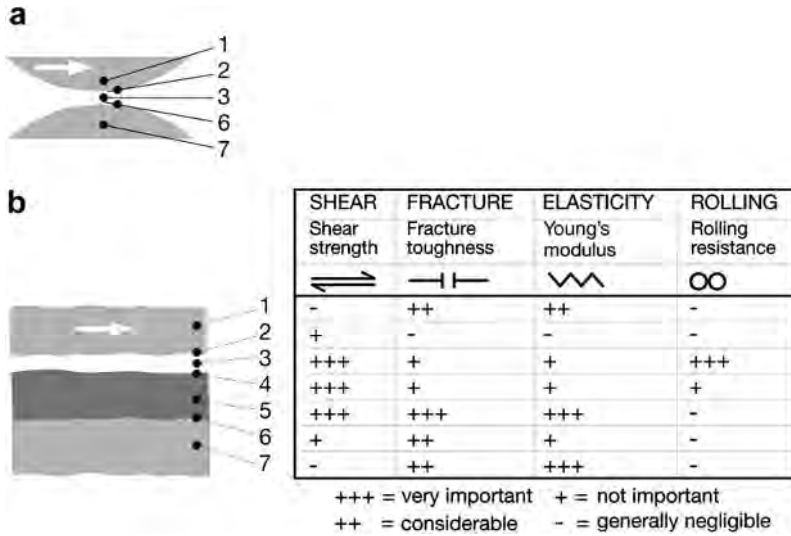 a
1
2
3
6
7
b
SHEAR FRACTURE ELASTICITY ROLLING
Shear strength Fracture toughness Young's modulus Rolling resistance
1 - ++ ++ -
2 + - - -
3 +++ + + +++
4 +++ + + +
5 +++ +++ +++ -
6 + ++ + -
7 - ++ +++ -
+++ = very important + = not important
++ = considerable - = generally negligible